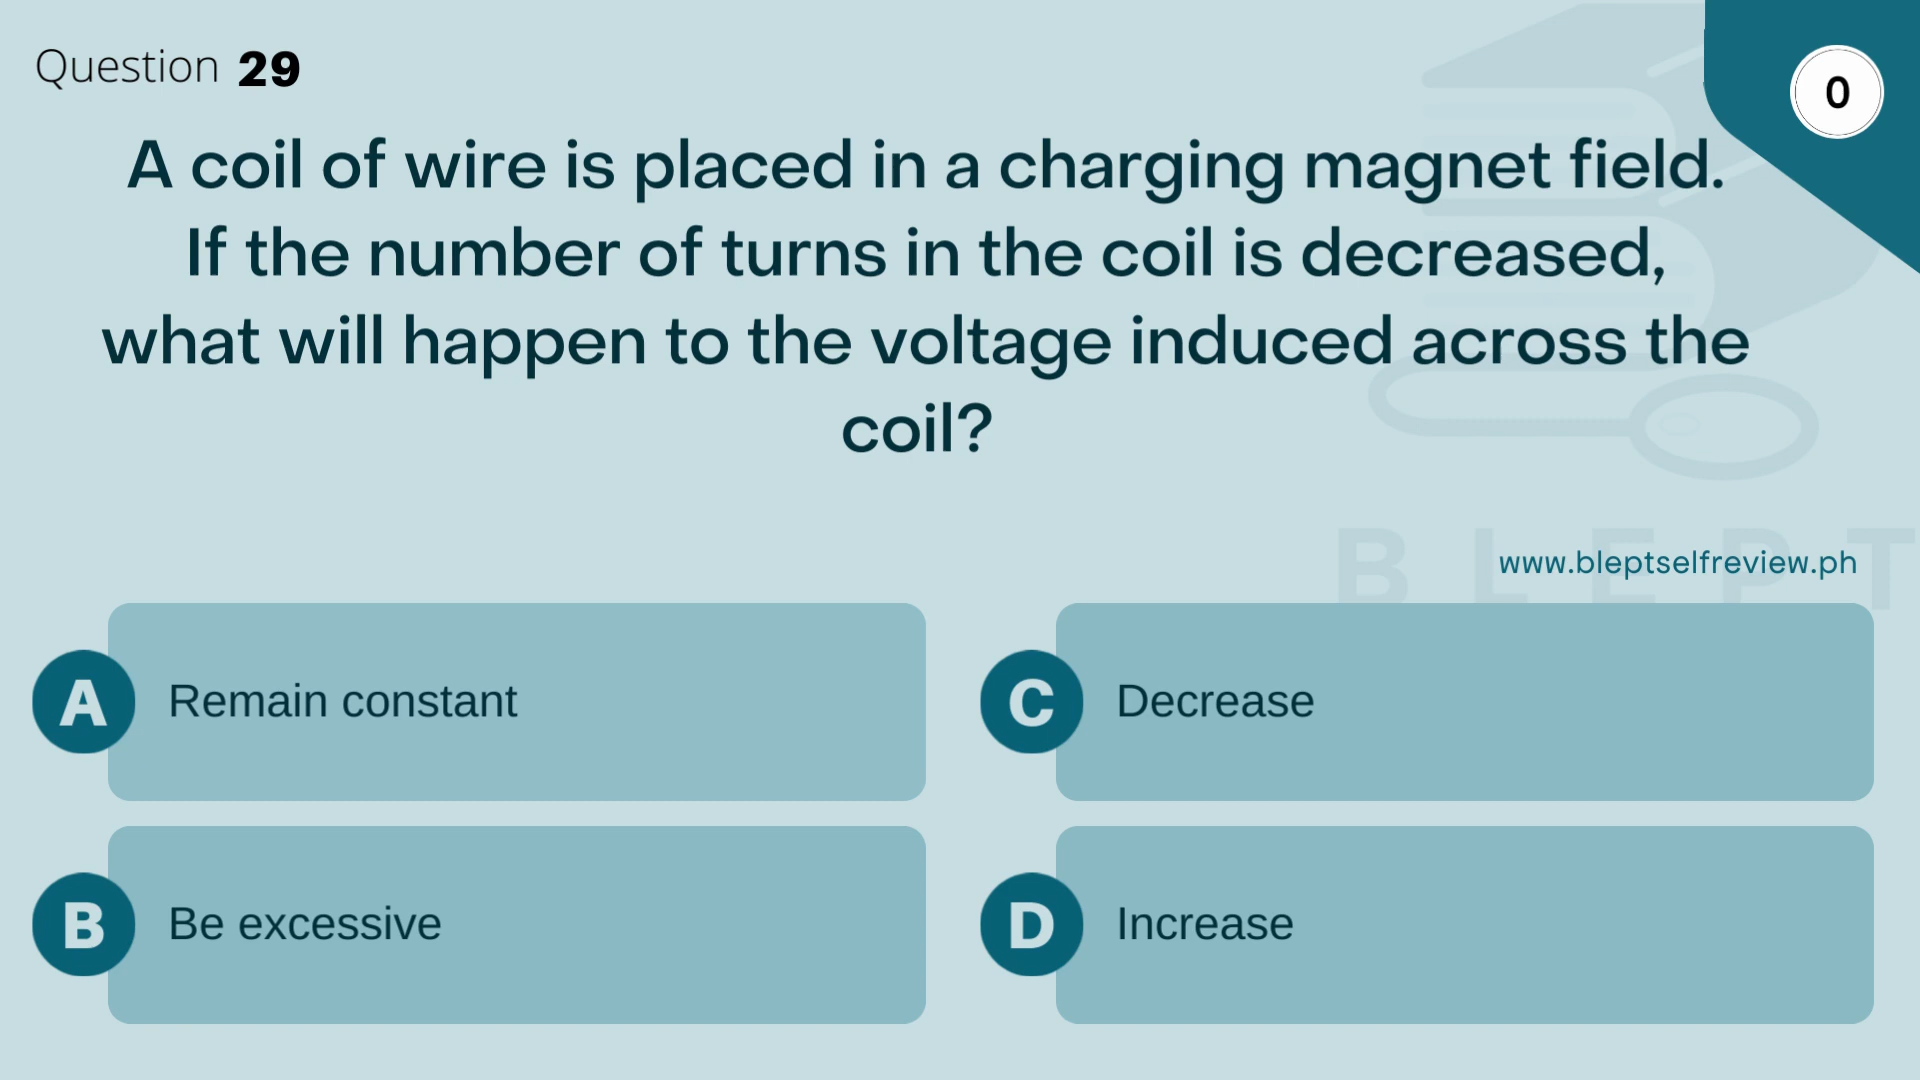 Question 29
0
A coil of wire is placed in a charging magnet field.
If the number of turns in the coil is decreased,
what will happen to the voltage induced across the
coil?
BLEPT
www.bleptselfreview.ph
A Remain constant
C Decrease
B Be excessive
D Increase